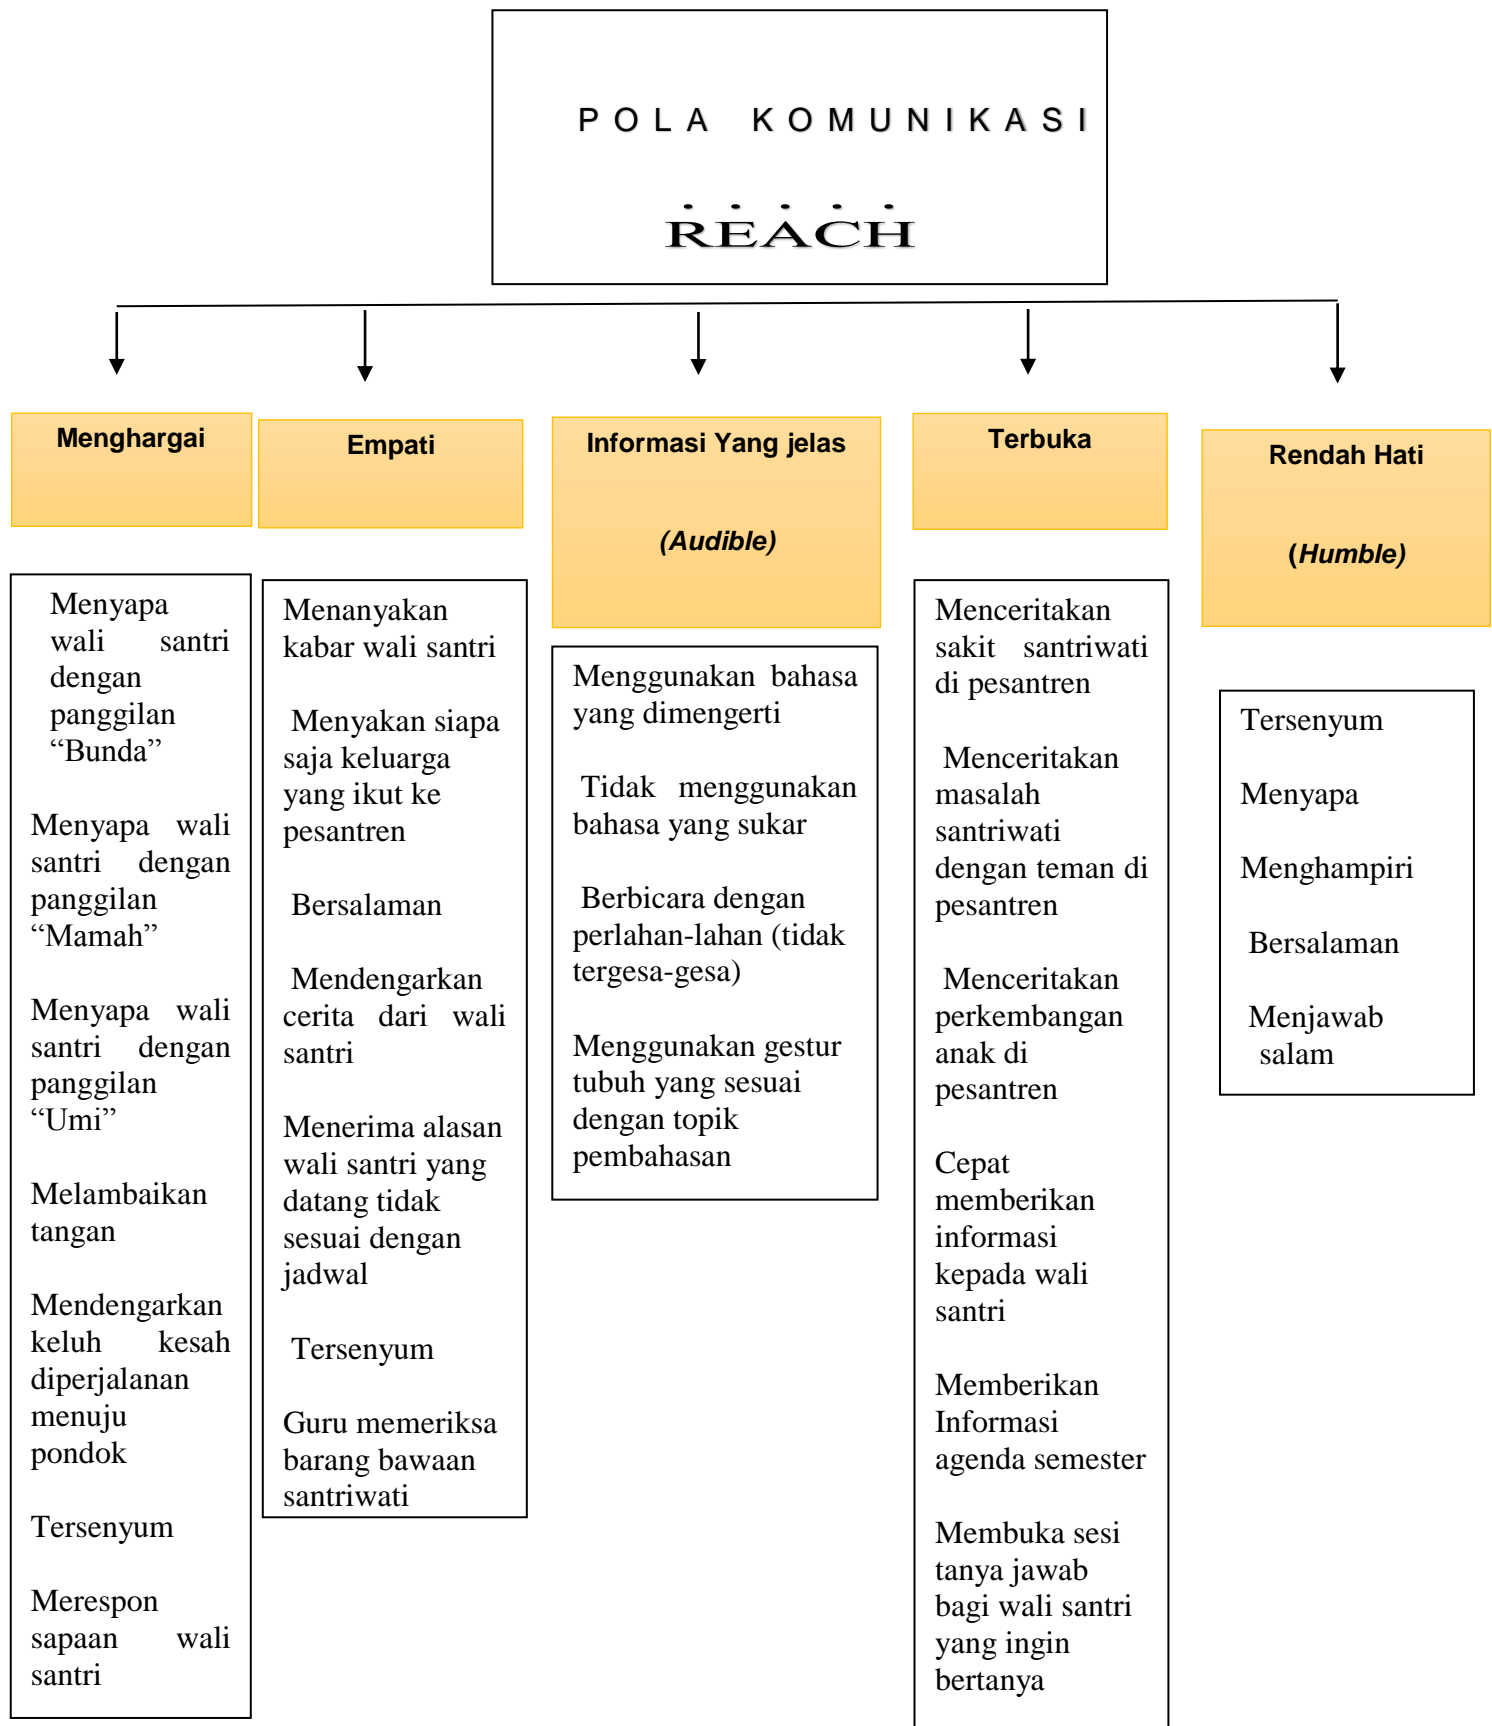 POLA KOMUNIKASI
. . . . .
REACH
Menghargai
Menyapa
wali santri
dengan
panggilan
“Bunda”
Menyapa wali
santri dengan
panggilan
“Mamah”
Menyapa wali
santri dengan
panggilan
“Umi”
Melambaikan
tangan
Mendengarkan
keluh kesah
diperjalanan
menuju
pondok
Tersenyum
Merespon
sapaan wali
santri
Empati
Menanyakan
kabar wali santri
Menyakan siapa
saja keluarga
yang ikut ke
pesantren
Bersalaman
Mendengarkan
cerita dari wali
santri
Menerima alasan
wali santri yang
datang tidak
sesuai dengan
jadwal
Tersenyum
Guru memeriksa
barang bawaan
santriwati
Informasi Yang jelas
(Audible)
Menggunakan bahasa
yang dimengerti
Tidak menggunakan
bahasa yang sukar
Berbicara dengan
perlahan-lahan (tidak
tergesa-gesa)
Menggunakan gestur
tubuh yang sesuai
dengan topik
pembahasan
Terbuka
Menceritakan
sakit santriwati
di pesantren
Menceritakan
masalah
santriwati
dengan teman di
pesantren
Menceritakan
perkembangan
anak di
pesantren
Cepat
memberikan
informasi
kepada wali
santri
Memberikan
Informasi
agenda semester
Membuka sesi
tanya jawab
bagi wali santri
yang ingin
bertanya
Rendah Hati
(Humble)
Tersenyum
Menyapa
Menghampiri
Bersalaman
Menjawab
salam